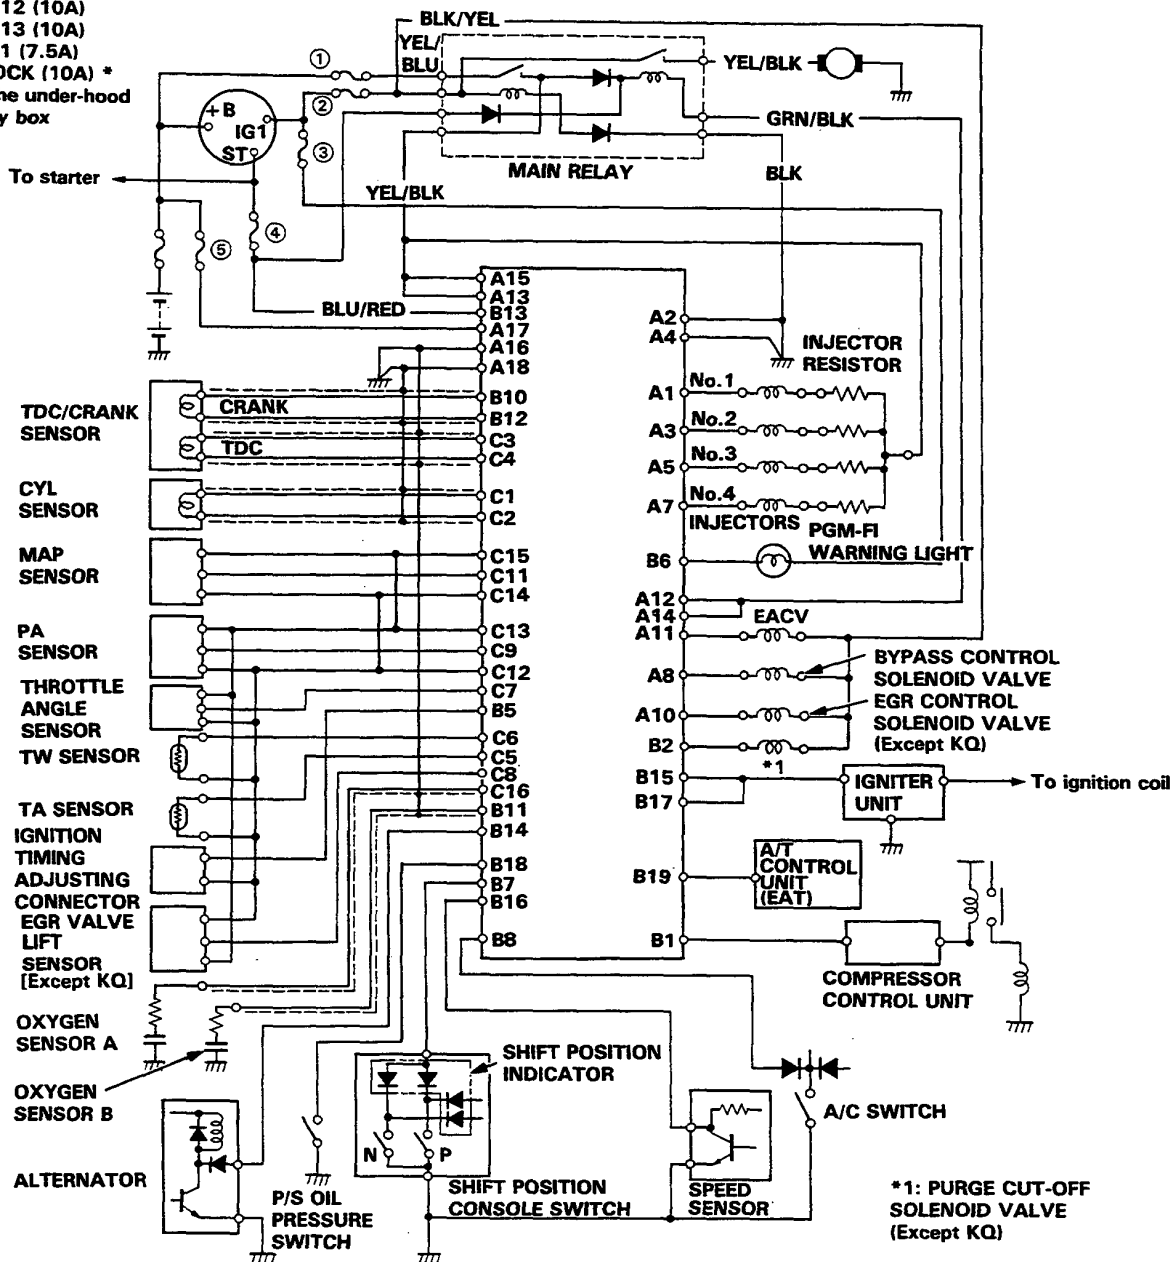 12 (10A)
13 (10A)
1 (7.5A)
OCK (10A) *
ne under-hood
y box
BLK/YEL
YEL/
BLU
①
YEL/BLK
+B
IG1
ST
②
③
GRN/BLK
MAIN RELAY
BLK
To starter
YEL/BLK
④
⑤
BLU/RED
A15
A13
B13
A17
A16
A18
B10
B12
C3
C4
C1
C2
C15
C11
C14
C13
C9
C12
C7
B5
C6
C5
C8
C16
B11
B14
B18
B7
B16
B8
A2
A4
A1
A3
A5
A7
B6
A12
A14
A11
A8
A10
B2
B15
B17
B19
B1
INJECTOR
RESISTOR
No.1
No.2
No.3
No.4
INJECTORS
PGM-FI
WARNING LIGHT
EACV
BYPASS CONTROL
SOLENOID VALVE
EGR CONTROL
SOLENOID VALVE
(Except KQ)
*1
IGNITER
UNIT
To ignition coil
A/T
CONTROL
UNIT
(EAT)
COMPRESSOR
CONTROL UNIT
TDC/CRANK
SENSOR
CRANK
TDC
CYL
SENSOR
MAP
SENSOR
PA
SENSOR
THROTTLE
ANGLE
SENSOR
TW SENSOR
TA SENSOR
IGNITION
TIMING
ADJUSTING
CONNECTOR
EGR VALVE
LIFT
SENSOR
[Except KQ]
OXYGEN
SENSOR A
OXYGEN
SENSOR B
ALTERNATOR
P/S OIL
PRESSURE
SWITCH
SHIFT POSITION
INDICATOR
N
P
SHIFT POSITION
CONSOLE SWITCH
SPEED
SENSOR
A/C SWITCH
*1: PURGE CUT-OFF
SOLENOID VALVE
(Except KQ)